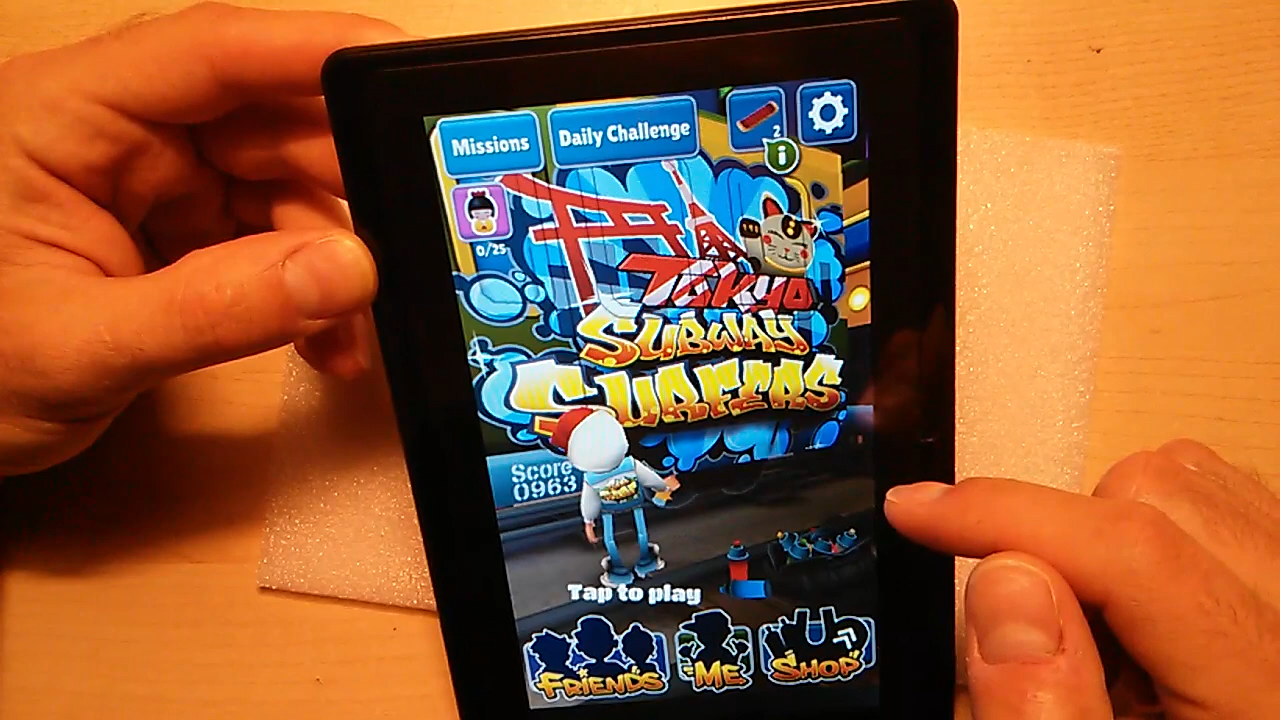 Missions
Daily Challenge
2
i
0/25
TOKYO
SUBWAY
SURFERS
Score
0963
Tap to play
FRIENDS
ME
SHOP